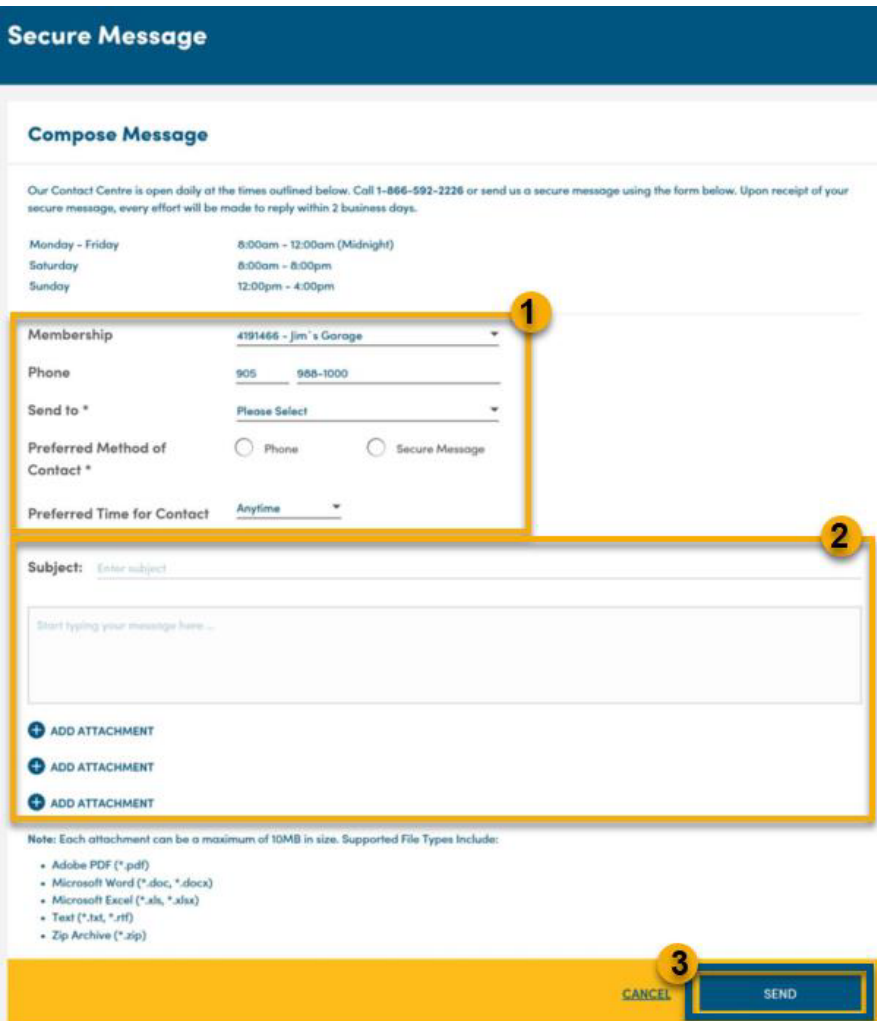 Secure Message
Compose Message
Our Contact Centre is open daily at the times outlined below. Call 1-866-592-2226 or send us a secure message using the form below. Upon receipt of your
secure message, every effort will be made to reply within 2 business days.
Monday - Friday 8:00am - 12:00am (Midnight)
Saturday 8:00am - 8:00pm
Sunday 12:00pm - 4:00pm
1
Membership 4191466 - Jim`s Garage
Phone 905 988-1000
Send to * Please Select
Preferred Method of Phone Secure Message
Contact *
Preferred Time for Contact Anytime
2
Subject: Enter subject
Start typing your message here ...
ADD ATTACHMENT
ADD ATTACHMENT
ADD ATTACHMENT
Note: Each attachment can be a maximum of 10MB in size. Supported File Types Include:
• Adobe PDF (*.pdf)
• Microsoft Word (*.doc, *.docx)
• Microsoft Excel (*.xls, *.xlsx)
• Text (*.txt, *.rtf)
• Zip Archive (*.zip)
3
CANCEL SEND